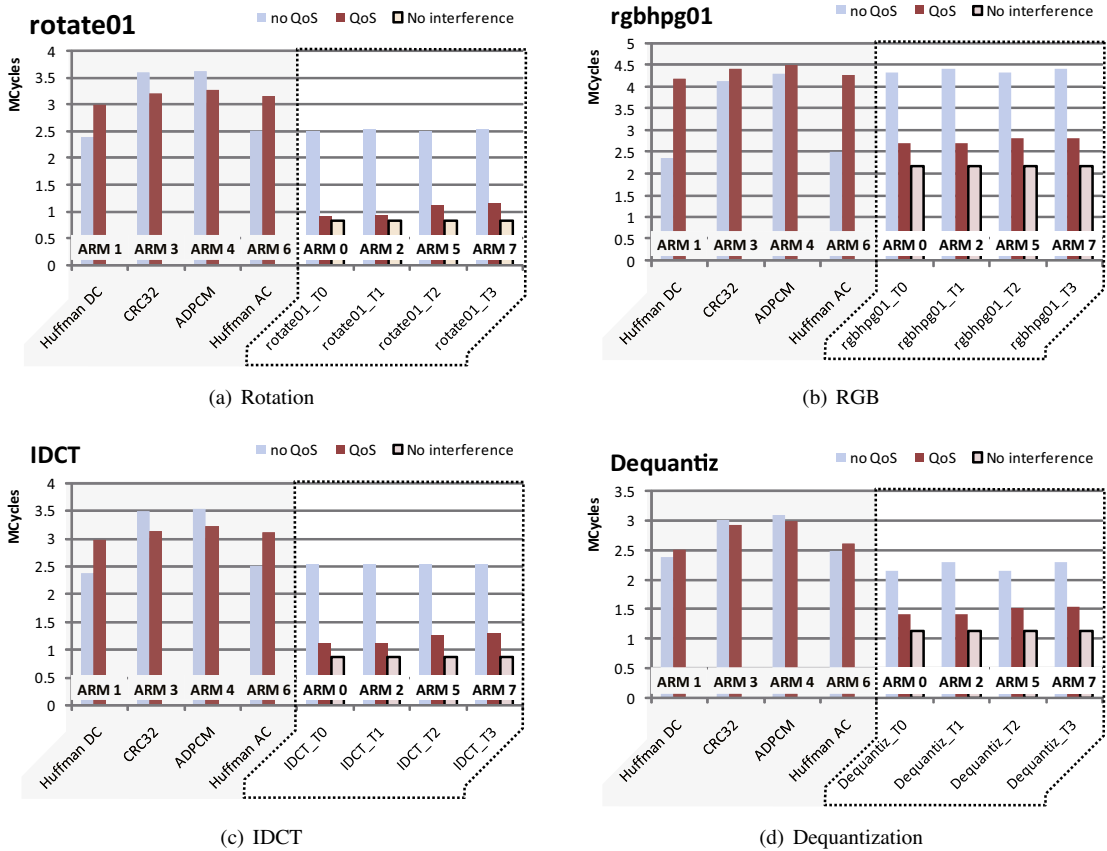 rotate01
no QoS QoS No interference
MCycles
4
3.5
3
2.5
2
1.5
1
0.5
0
ARM 1 ARM 3 ARM 4 ARM 6 ARM 0 ARM 2 ARM 5 ARM 7
Huffman DC CRC32 ADPCM Huffman AC rotate01_T0 rotate01_T1 rotate01_T2 rotate01_T3
(a) Rotation
rgbhpg01
no QoS QoS No interference
MCycles
5
4.5
4
3.5
3
2.5
2
1.5
1
0.5
0
ARM 1 ARM 3 ARM 4 ARM 6 ARM 0 ARM 2 ARM 5 ARM 7
Huffman DC CRC32 ADPCM Huffman AC rgbhpg01_T0 rgbhpg01_T1 rgbhpg01_T2 rgbhpg01_T3
(b) RGB
IDCT
no QoS QoS No interference
MCycles
4
3.5
3
2.5
2
1.5
1
0.5
0
ARM 1 ARM 3 ARM 4 ARM 6 ARM 0 ARM 2 ARM 5 ARM 7
Huffman DC CRC32 ADPCM Huffman AC IDCT_T0 IDCT_T1 IDCT_T2 IDCT_T3
(c) IDCT
Dequantiz
no QoS QoS No interference
MCycles
3.5
3
2.5
2
1.5
1
0.5
0
ARM 1 ARM 3 ARM 4 ARM 6 ARM 0 ARM 2 ARM 5 ARM 7
Huffman DC CRC32 ADPCM Huffman AC Dequantiz_T0 Dequantiz_T1 Dequantiz_T2 Dequantiz_T3
(d) Dequantization